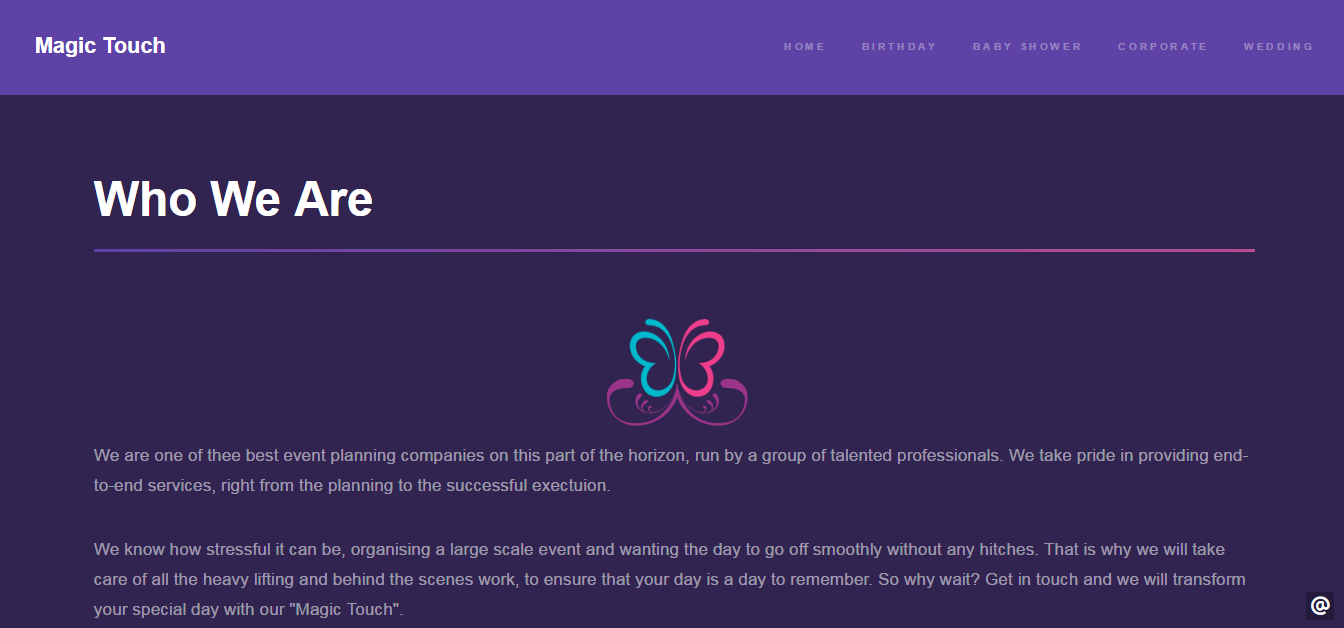 Magic Touch
HOME BIRTHDAY BABY SHOWER CORPORATE WEDDING
Who We Are
We are one of thee best event planning companies on this part of the horizon, run by a group of talented professionals. We take pride in providing end-
to-end services, right from the planning to the successful exectuion.
We know how stressful it can be, organising a large scale event and wanting the day to go off smoothly without any hitches. That is why we will take
care of all the heavy lifting and behind the scenes work, to ensure that your day is a day to remember. So why wait? Get in touch and we will transform
your special day with our "Magic Touch".
@